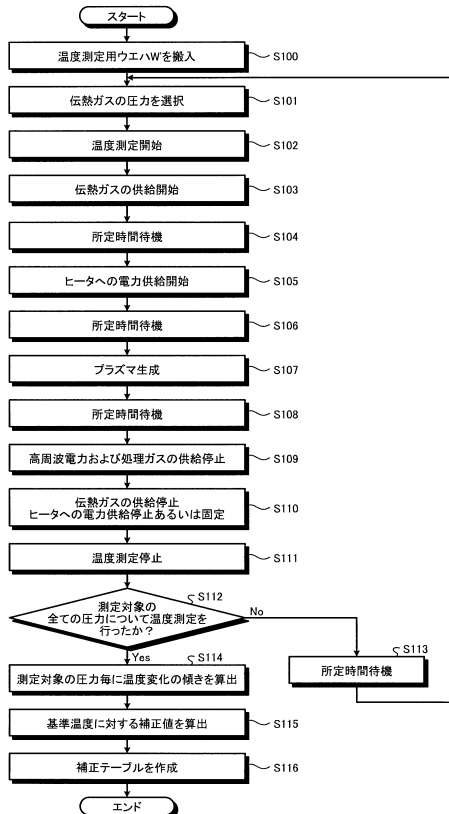 スタート
温度測定用ウエハW'を搬入
S100
伝熱ガスの圧力を選択
S101
温度測定開始
S102
伝熱ガスの供給開始
S103
所定時間待機
S104
ヒータへの電力供給開始
S105
所定時間待機
S106
プラズマ生成
S107
所定時間待機
S108
高周波電力および処理ガスの供給停止
S109
伝熱ガスの供給停止
ヒータへの電力供給停止あるいは固定
S110
温度測定停止
S111
S112
測定対象の
全ての圧力について温度測定を
行ったか？
No
S113
所定時間待機
Yes
S114
測定対象の圧力毎に温度変化の傾きを算出
基準温度に対する補正値を算出
S115
補正テーブルを作成
S116
エンド